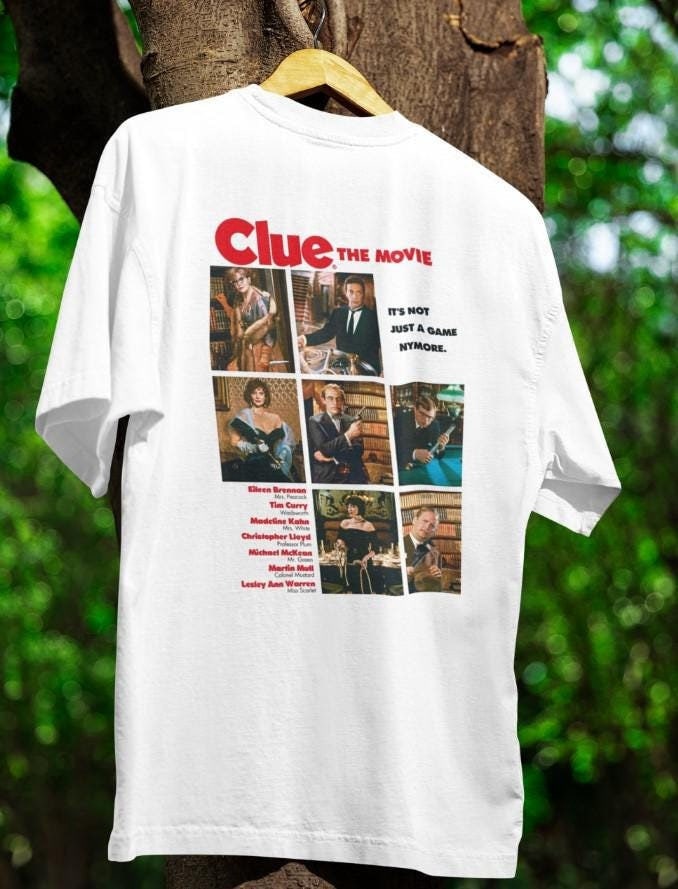 Clue THE MOVIE
IT'S NOT
JUST A GAME
NYMORE.
Eileen Brennan
Mrs. Peacock
Tim Curry
Wadsworth
Madeline Kahn
Mrs. White
Christopher Lloyd
Professor Plum
Michael McKean
Mr. Green
Martin Mull
Colonel Mustard
Lesley Ann Warren
Miss Scarlet